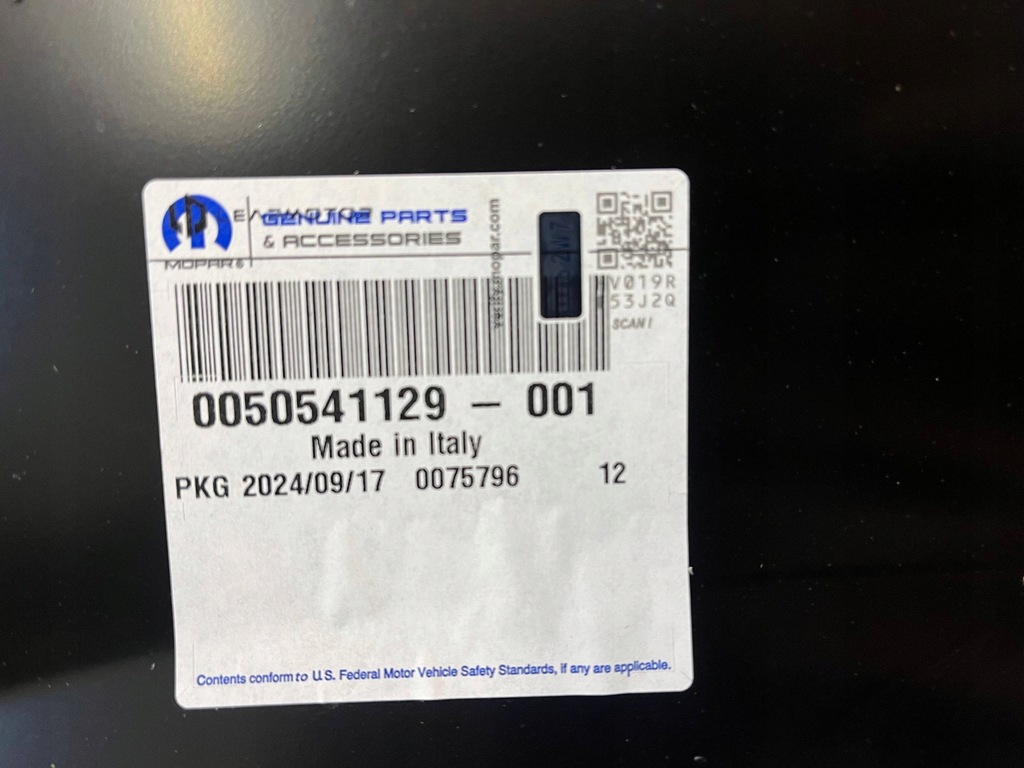 GENUINE PARTS
& ACCESSORIES
MOPAR®
V019R
53J2Q
SCAN!
0050541129 - 001
Made in Italy
PKG 2024/09/17 0075796 12
Contents conform to U.S. Federal Motor Vehicle Safety Standards, if any are applicable.